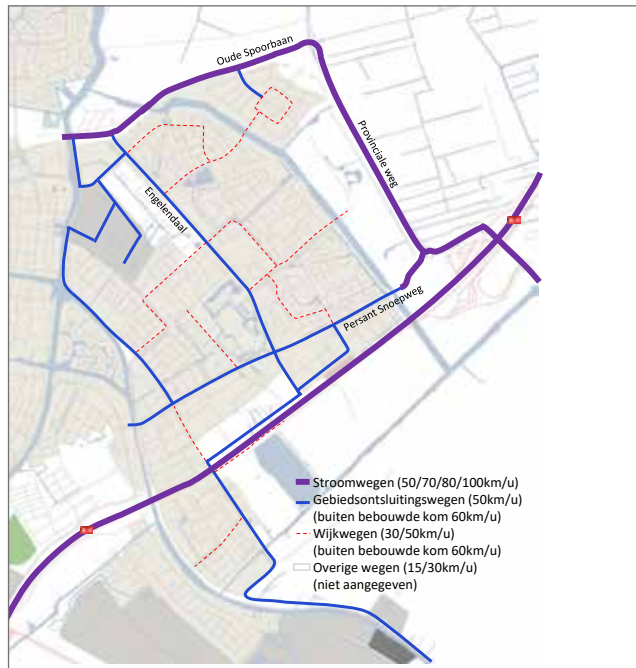 Oude Spoorbaan
Provinciale weg
Engelendaal
Persant Snoepweg
Stroomwegen (50/70/80/100km/u)
Gebiedsontsluitingswegen (50km/u)
(buiten bebouwde kom 60km/u)
Wijkwegen (30/50km/u)
(buiten bebouwde kom 60km/u)
Overige wegen (15/30km/u)
(niet aangegeven)